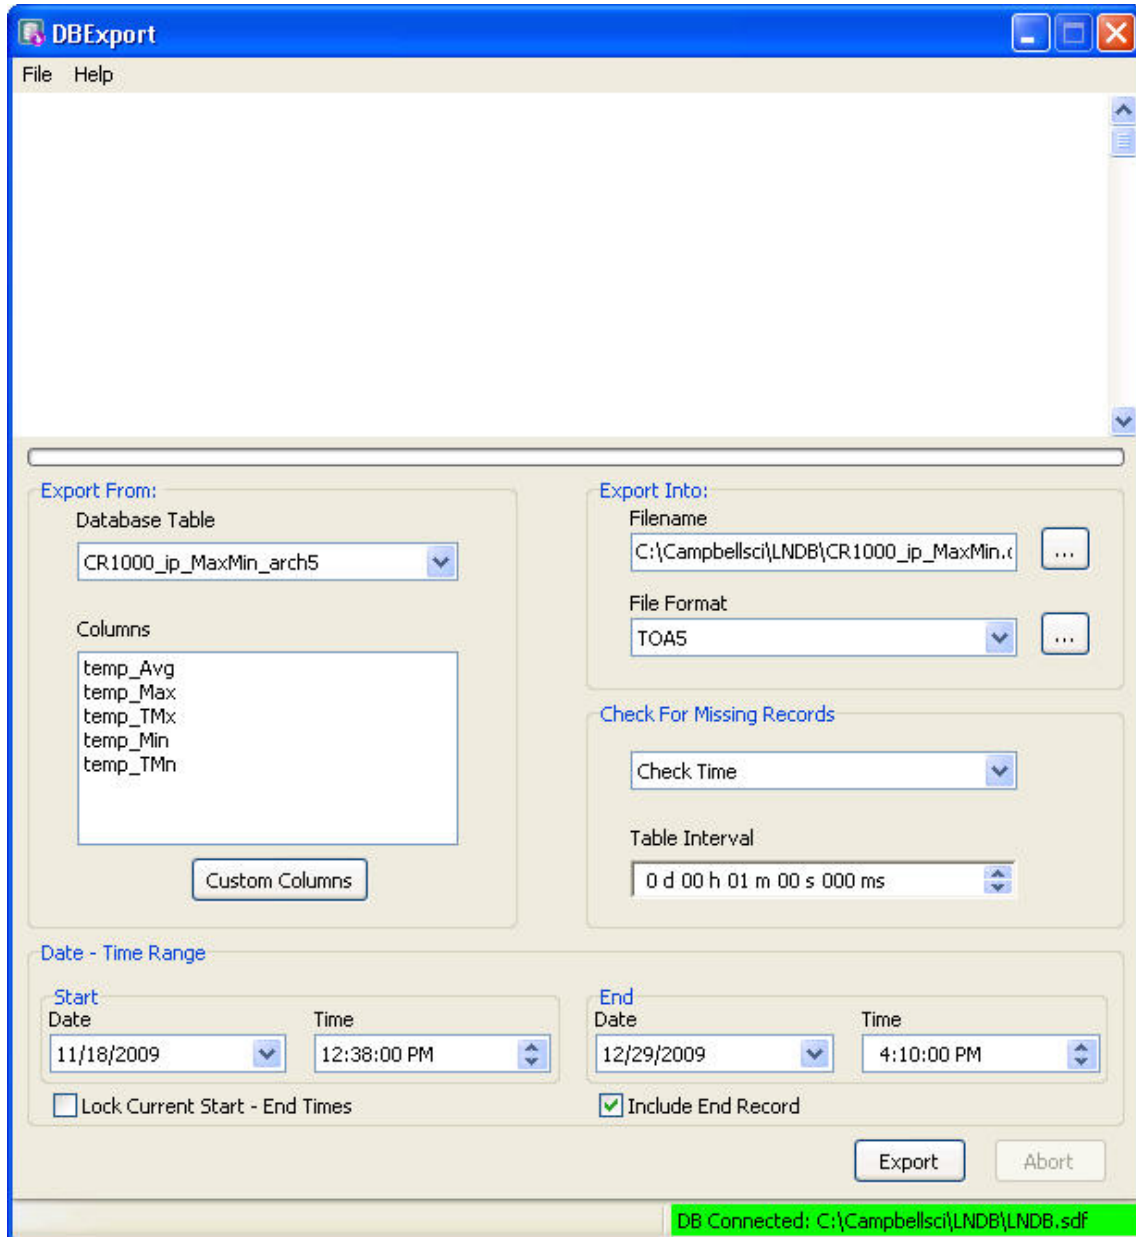 DBExport
File Help
Export From:
Database Table
CR1000_ip_MaxMin_arch5
Columns
temp_Avg
temp_Max
temp_TMx
temp_Min
temp_TMn
Custom Columns
Export Into:
Filename
C:\Campbellsci\LNDB\CR1000_ip_MaxMin.
...
File Format
TOA5
...
Check For Missing Records
Check Time
Table Interval
0 d 00 h 01 m 00 s 000 ms
Date - Time Range
Start
Date Time
11/18/2009 12:38:00 PM
Lock Current Start - End Times
End
Date Time
12/29/2009 4:10:00 PM
Include End Record
Export Abort
DB Connected: C:\Campbellsci\LNDB\LNDB.sdf